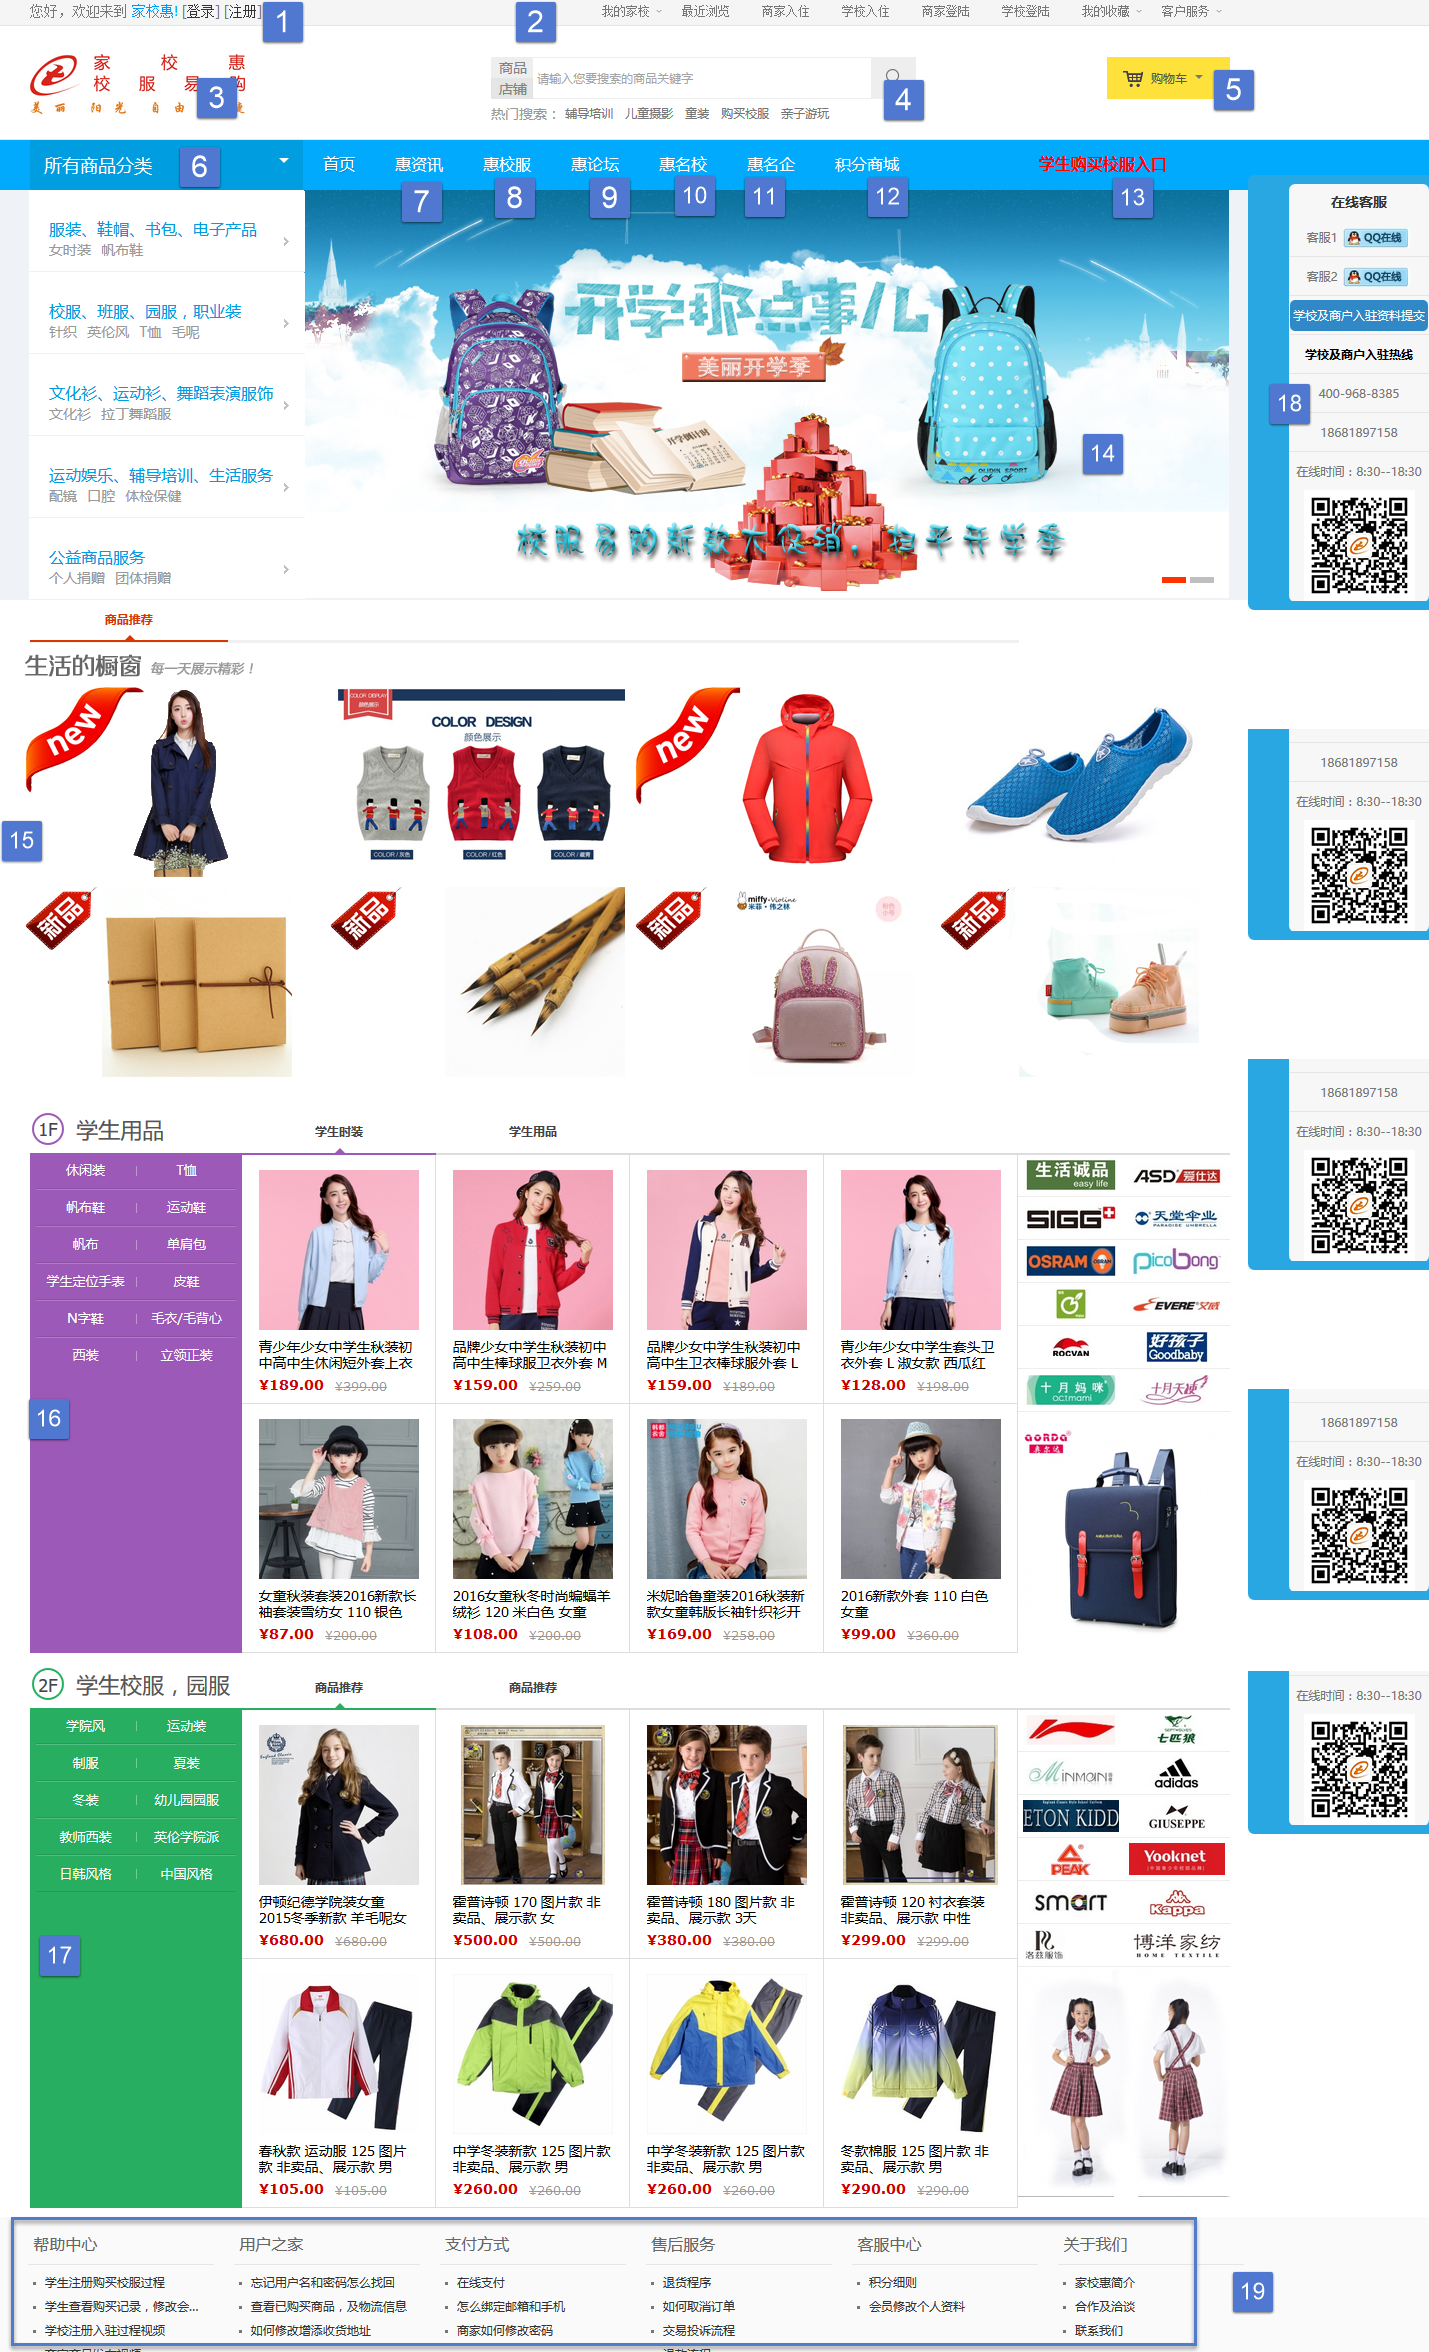 您好，欢迎来到 家校惠! [登录] [注册]
1
2
我的家校
最近浏览
商家入住
学校入住
商家登陆
学校登陆
我的收藏
客户服务
家 校 惠
校 服 易 购
美 丽 阳 光 自 由
3
商品
店铺
请输入您要搜索的商品关键字
4
热门搜索： 辅导培训 儿童摄影 童装 购买校服 亲子游玩
购物车
5
所有商品分类
6
首页
惠资讯
惠校服
惠论坛
惠名校
惠名企
积分商城
学生购买校服入口
7
8
9
10
11
12
13
服装、鞋帽、书包、电子产品
女时装 帆布鞋
校服、班服、园服，职业装
针织 英伦风 T恤 毛呢
文化衫、运动衫、舞蹈表演服饰
文化衫 拉丁舞蹈服
运动娱乐、辅导培训、生活服务
配镜 口腔 体检保健
公益商品服务
个人捐赠 团体捐赠
开学那点事儿
美丽开学季
开学倒计时
OLIDIN SPORT
14
校服易购新款大促销，抬平开学季
在线客服
客服1 QQ在线
客服2 QQ在线
学校及商户入驻资料提交
学校及商户入驻热线
400-968-8385
18
18681897158
在线时间：8:30--18:30
商品推荐
生活的橱窗 每一天展示精彩！
new
COLOR DISPLAY
颜色展示
COLOR DESIGN
颜色展示
COLOR / 灰色
COLOR / 红色
COLOR / 藏青
new
15
18681897158
在线时间：8:30--18:30
新品
新品
新品
miffy·Violine
米菲·伟之林
粉色
小号
新品
18681897158
在线时间：8:30--18:30
1F 学生用品
学生时装
学生用品
休闲装 | T恤
帆布鞋 | 运动鞋
帆布 | 单肩包
学生定位手表 | 皮鞋
N字鞋 | 毛衣/毛背心
西装 | 立领正装
16
青少年少女中学生秋装初
中高中生休闲短外套上衣
¥189.00 ¥399.00
品牌少女中学生秋装初中
高中生棒球服卫衣外套 M
¥159.00 ¥259.00
品牌少女中学生秋装初中
高中生卫衣棒球服外套 L
¥159.00 ¥189.00
青少年少女中学生套头卫
衣外套 L 淑女款 西瓜红
¥128.00 ¥198.00
女童秋装套装2016新款长
袖套装雪纺女 110 银色
¥87.00 ¥200.00
2016女童秋冬时尚蝙蝠羊
绒衫 120 米白色 女童
¥108.00 ¥200.00
韩都衣舍
米妮哈鲁童装2016秋装新
款女童韩版长袖针织衫开
¥169.00 ¥258.00
2016新款外套 110 白色
女童
¥99.00 ¥360.00
生活诚品
easy life
ASD 爱仕达
SIGG
天堂伞业
PARADISE UMBRELLA
OSRAM
PicoBong
EVERE 艾威
ROCVAN
好孩子
Goodbaby
十月妈咪
octmami
十月天使
AORDA
奥尔达
18681897158
在线时间：8:30--18:30
2F 学生校服，园服
商品推荐
商品推荐
学院风 | 运动装
制服 | 夏装
冬装 | 幼儿园园服
教师西装 | 英伦学院派
日韩风格 | 中国风格
17
England Classic
伊顿纪德学院装女童
2015冬季新款 羊毛呢女
¥680.00 ¥680.00
霍普诗顿 170 图片款 非
卖品、展示款 女
¥500.00 ¥500.00
霍普诗顿 180 图片款 非
卖品、展示款 3天
¥380.00 ¥380.00
霍普诗顿 120 衬衣套装
非卖品、展示款 中性
¥299.00 ¥299.00
春秋款 运动服 125 图片
款 非卖品、展示款 男
¥105.00 ¥105.00
中学冬装新款 125 图片款
非卖品、展示款 男
¥260.00 ¥260.00
中学冬装新款 125 图片款
非卖品、展示款 男
¥260.00 ¥260.00
冬款棉服 125 图片款 非
卖品、展示款 男
¥290.00 ¥290.00
SEPTWOLVES
七匹狼
MINMAN
adidas
ETON KIDD
GIUSEPPE
PEAK
Yooknet
smart
Kappa
洛兹服饰
博洋家纺
HOME TEXTILE
在线时间：8:30--18:30
帮助中心
学生注册购买校服过程
学生查看购买记录，修改会...
学校注册入驻过程视频
用户之家
忘记用户名和密码怎么找回
查看已购买商品，及物流信息
如何修改增添收货地址
支付方式
在线支付
怎么绑定邮箱和手机
商家如何修改密码
售后服务
退货程序
如何取消订单
交易投诉流程
客服中心
积分细则
会员修改个人资料
关于我们
家校惠简介
合作及洽谈
联系我们
19